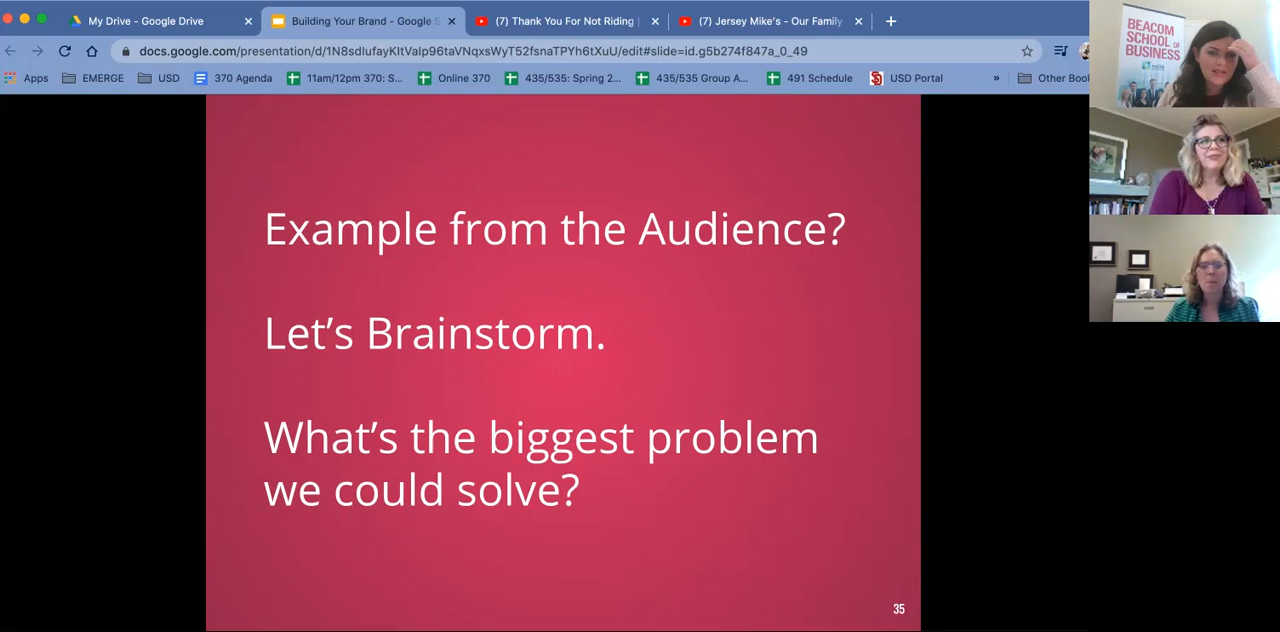 My Drive - Google Drive
Building Your Brand - Google S
(7) Thank You For Not Riding |
(7) Jersey Mike's - Our Family
docs.google.com/presentation/d/1N8sdIufayKItVaIp96taVNqxsWyT52fsnaTPYh6tXuU/edit#slide=id.g5b274f847a_0_49
Apps
EMERGE
USD
370 Agenda
11am/12pm 370: S...
Online 370
435/535: Spring 2...
435/535 Group A...
491 Schedule
USD Portal
»
Other Book
BEACOM
SCHOOL OF
BUSINESS
Example from the Audience?
Let's Brainstorm.
What's the biggest problem
we could solve?
35